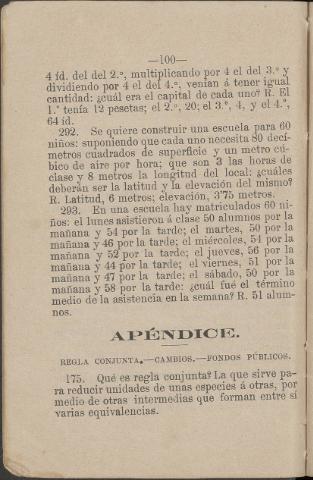 —100—
4 íd. del del 2.º, multiplicando por 4 el del 3.º y
dividiendo por 4 el del 4.º, venían á tener igual
cantidad: ¿cuál era el capital de cada uno? R. El
1.º tenía 12 pesetas; el 2.º, 20; el 3.º, 4, y el 4.º,
64 íd.
292. Se quiere construir una escuela para 60
niños: suponiendo que cada uno necesita 80 decí-
metros cuadrados de superficie y un metro cú-
bico de aire por hora; que son 3 las horas de
clase y 8 metros la longitud del local: ¿cuáles
deberán ser la latitud y la elevación del mismo?
R. Latitud, 6 metros; elevación, 3'75 metros.
293. En una escuela hay matriculados 60 ni-
ños: el lunes asistieron á clase 50 alumnos por la
mañana y 54 por la tarde; el martes, 50 por la
mañana y 46 por la tarde; el miércoles, 54 por la
mañana y 52 por la tarde; el jueves, 56 por la
mañana y 44 por la tarde; el viernes, 51 por la
mañana y 47 por la tarde; el sábado, 50 por la
mañana y 58 por la tarde: ¿cuál fué el término
medio de la asistencia en la semana? R. 51 alum-
nos.
APÉNDICE.
REGLA CONJUNTA.—CAMBIOS.—FONDOS PÚBLICOS.
175. Qué es regla conjunta? La que sirve pa-
ra reducir unidades de unas especies á otras, por
medio de otras intermedias que forman entre sí
varias equivalencias.